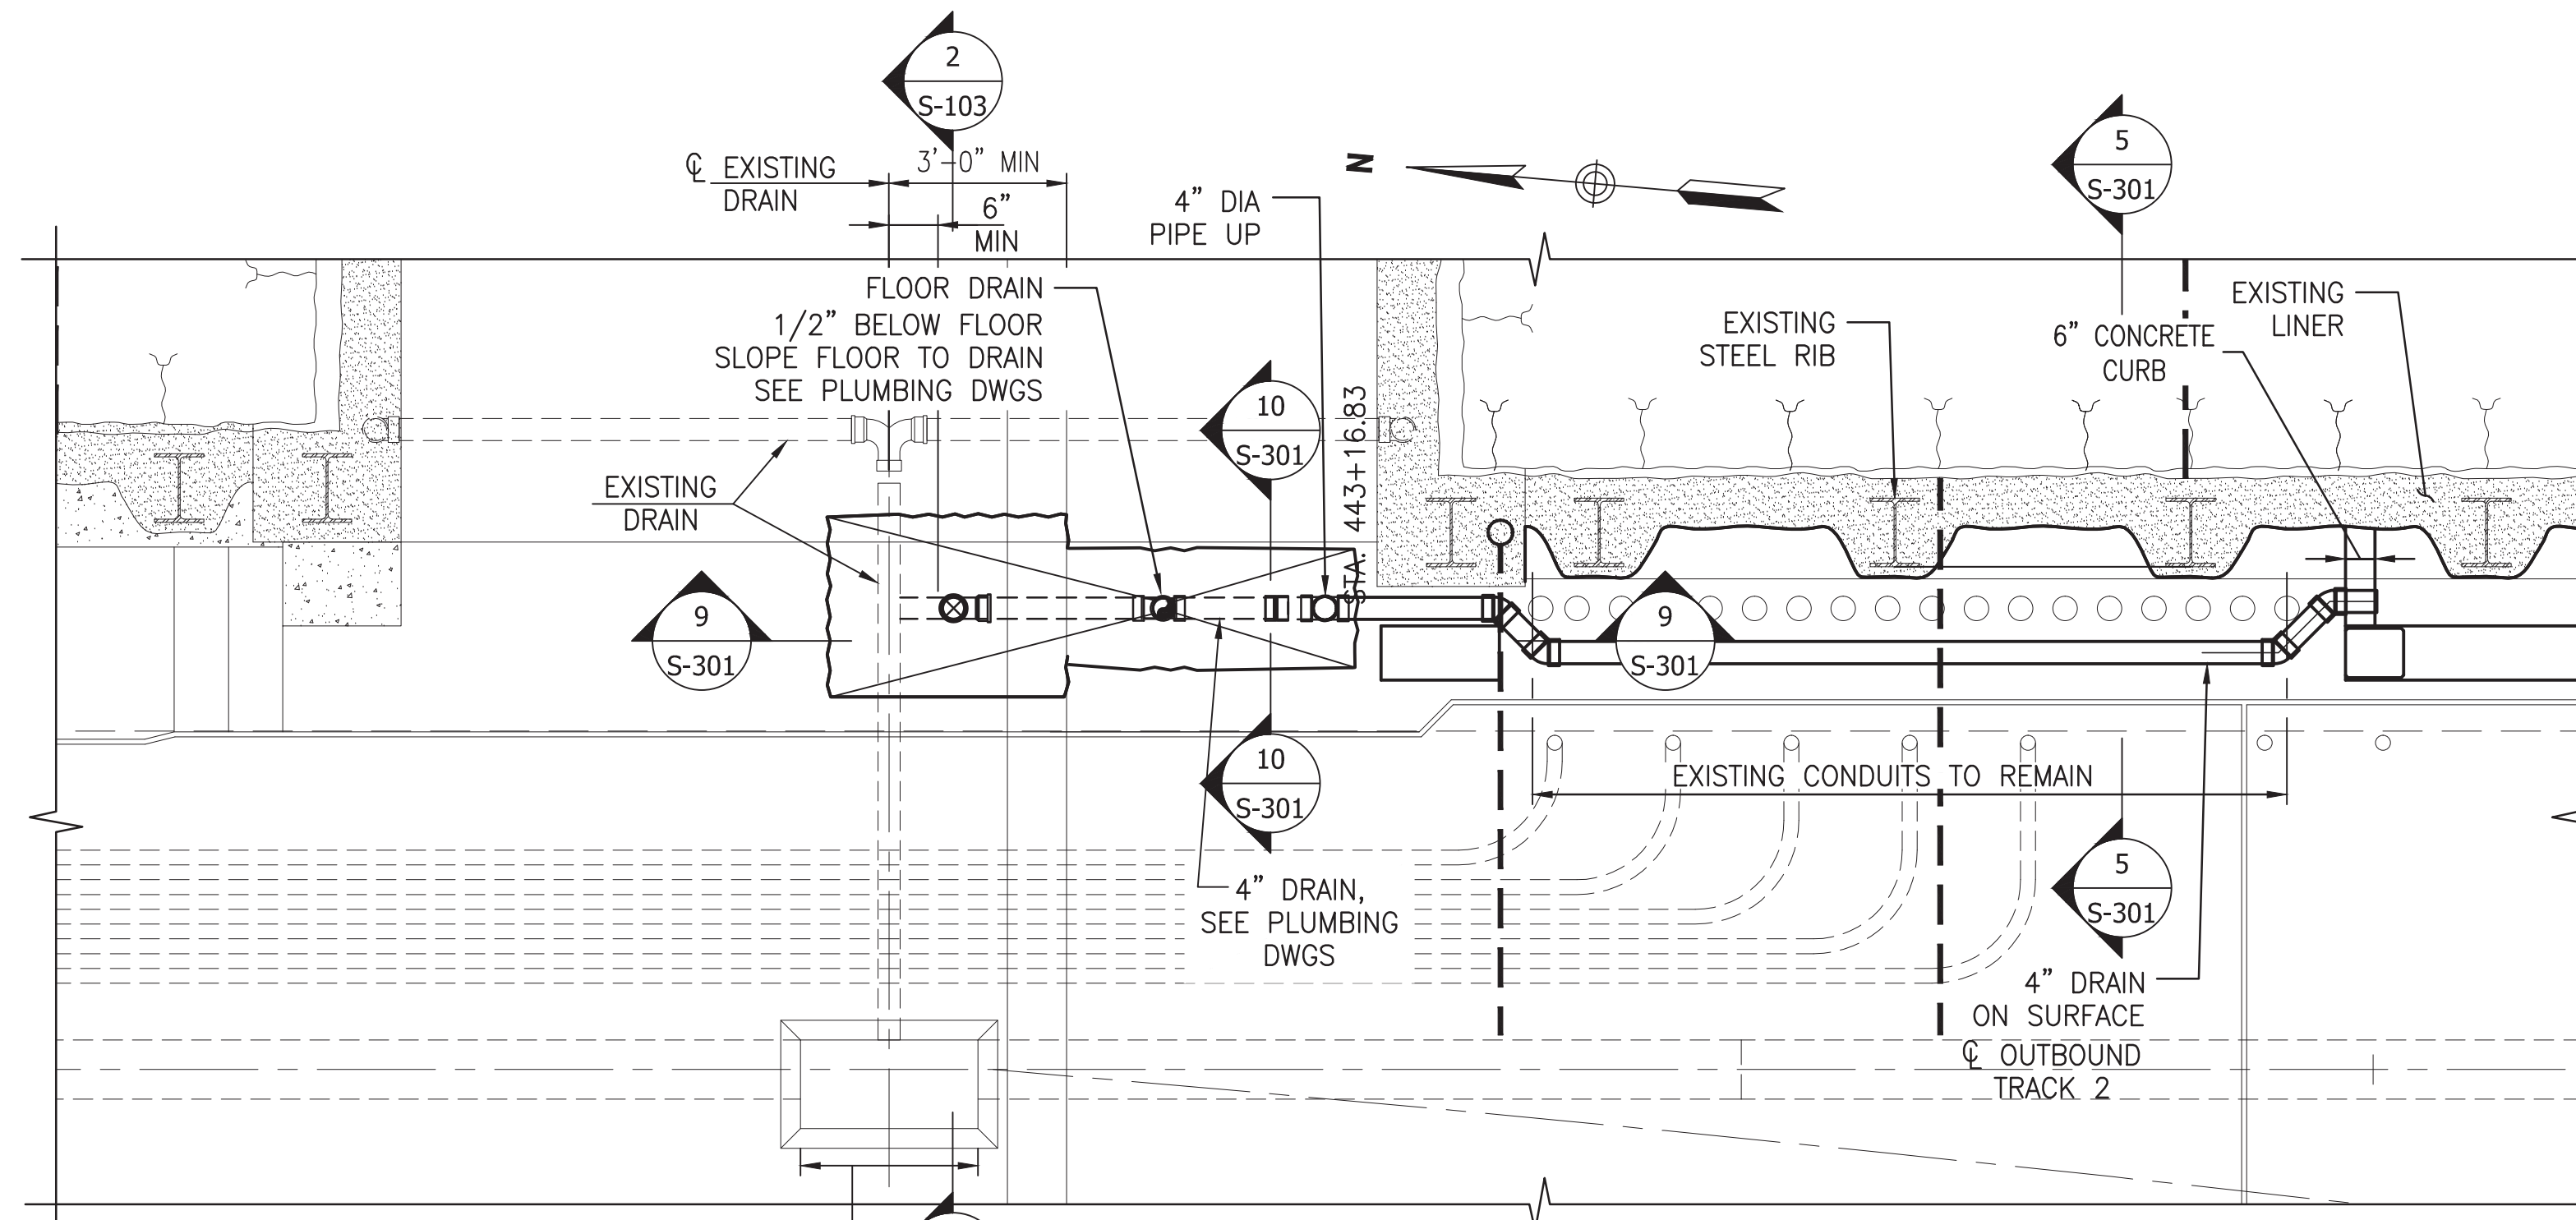 2
S-103
℄ EXISTING
DRAIN
3'-0" MIN
6"
MIN
4" DIA
PIPE UP
N
5
S-301
FLOOR DRAIN
1/2" BELOW FLOOR
SLOPE FLOOR TO DRAIN
SEE PLUMBING DWGS
EXISTING
STEEL RIB
6" CONCRETE
CURB
EXISTING
LINER
10
S-301
STA. 443+16.83
EXISTING
DRAIN
9
S-301
9
S-301
10
S-301
EXISTING CONDUITS TO REMAIN
4" DRAIN,
SEE PLUMBING
DWGS
5
S-301
4" DRAIN
ON SURFACE
℄ OUTBOUND
TRACK 2